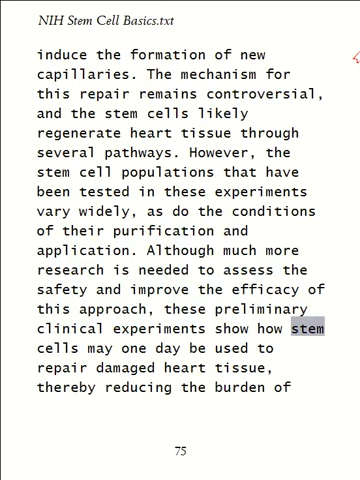 NIH Stem Cell Basics.txt
induce the formation of new
capillaries. The mechanism for
this repair remains controversial,
and the stem cells likely
regenerate heart tissue through
several pathways. However, the
stem cell populations that have
been tested in these experiments
vary widely, as do the conditions
of their purification and
application. Although much more
research is needed to assess the
safety and improve the efficacy of
this approach, these preliminary
clinical experiments show how stem
cells may one day be used to
repair damaged heart tissue,
thereby reducing the burden of
75